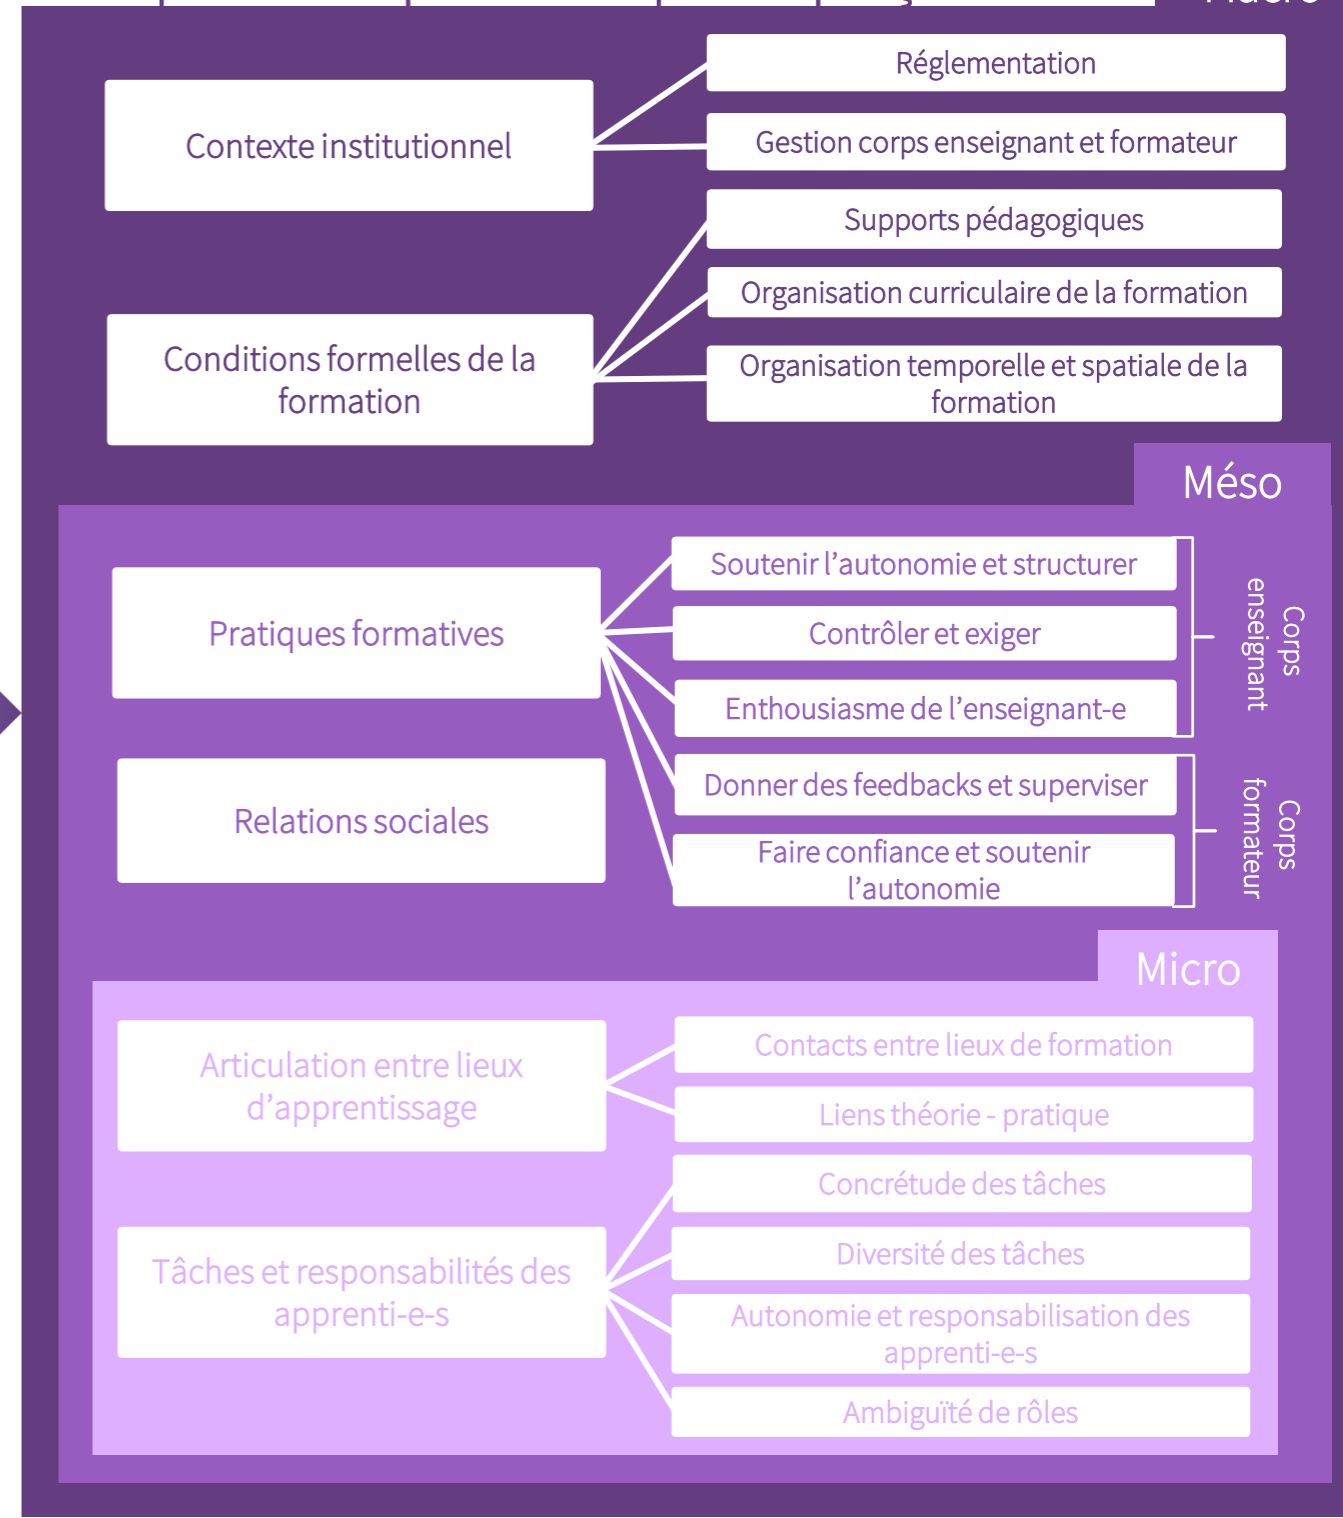 Macro
Réglementation
Contexte institutionnel
Gestion corps enseignant et formateur
Supports pédagogiques
Organisation curriculaire de la formation
Conditions formelles de la
formation
Organisation temporelle et spatiale de la
formation
Méso
Soutenir l’autonomie et structurer
Pratiques formatives
Contrôler et exiger
Enthousiasme de l’enseignant-e
Corps
enseignant
Relations sociales
Donner des feedbacks et superviser
Faire confiance et soutenir
l’autonomie
Corps
formateur
Micro
Articulation entre lieux
d’apprentissage
Contacts entre lieux de formation
Liens théorie - pratique
Tâches et responsabilités des
apprenti-e-s
Concrétude des tâches
Diversité des tâches
Autonomie et responsabilisation des
apprenti-e-s
Ambiguïté de rôles